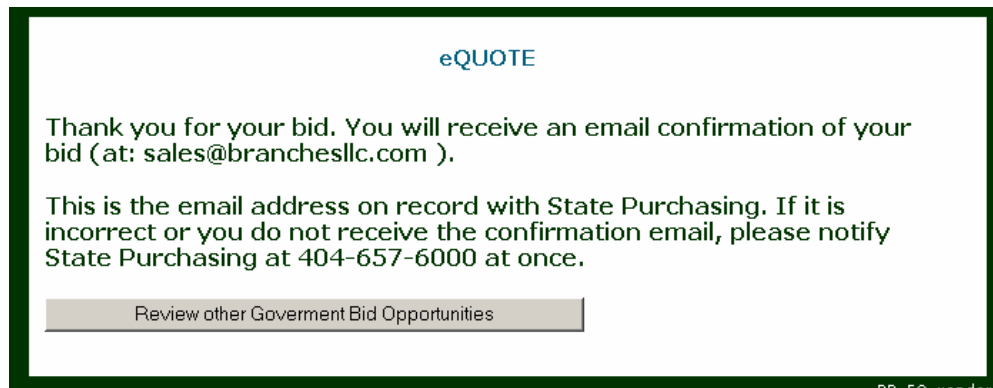 eQUOTE
Thank you for your bid. You will receive an email confirmation of your
bid (at: sales@branchesllc.com ).
This is the email address on record with State Purchasing. If it is
incorrect or you do not receive the confirmation email, please notify
State Purchasing at 404-657-6000 at once.
Review other Goverment Bid Opportunities